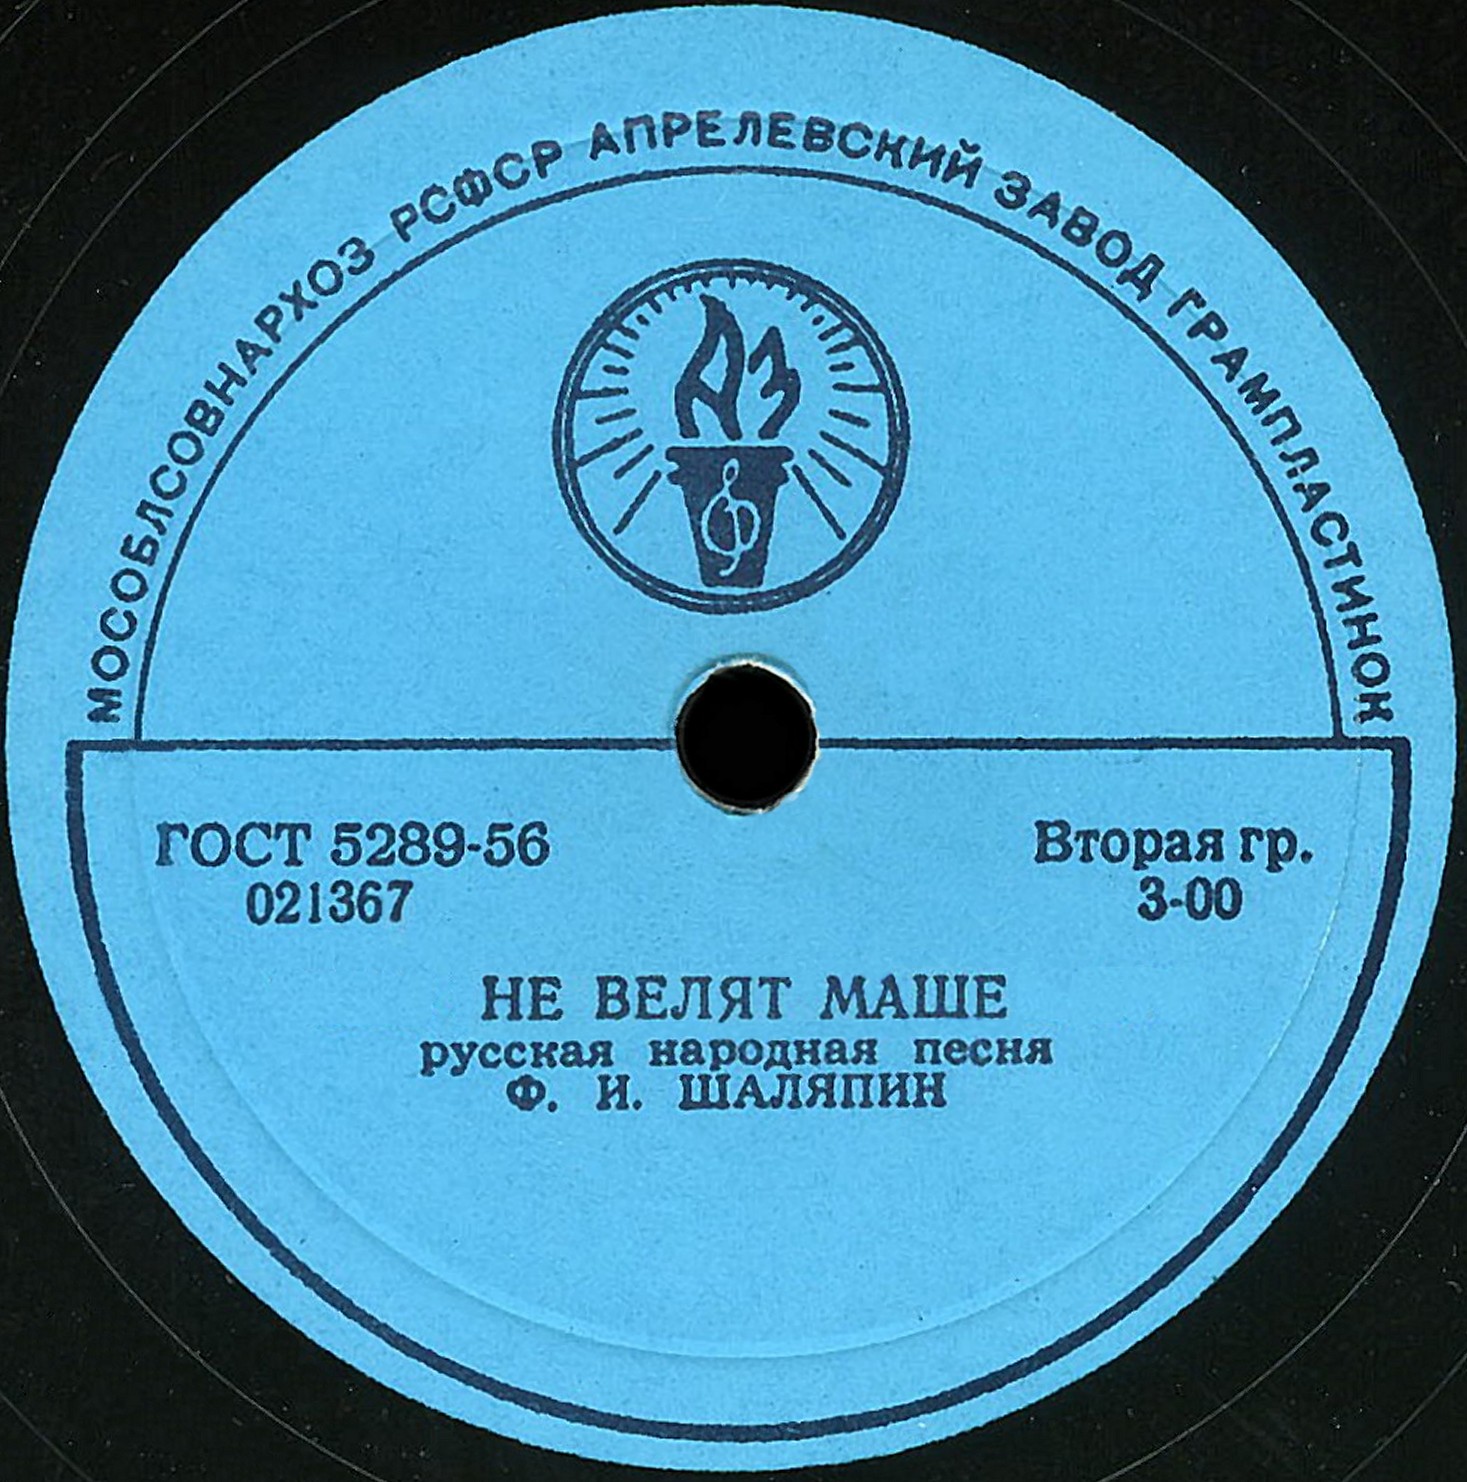 МОСОБЛСОВНАРХОЗ РСФСР АПРЕЛЕВСКИЙ ЗАВОД ГРАМПЛАСТИНОК
АЗ
ГОСТ 5289-56
021367
Вторая гр.
3-00
НЕ ВЕЛЯТ МАШЕ
русская народная песня
Ф. И. ШАЛЯПИН